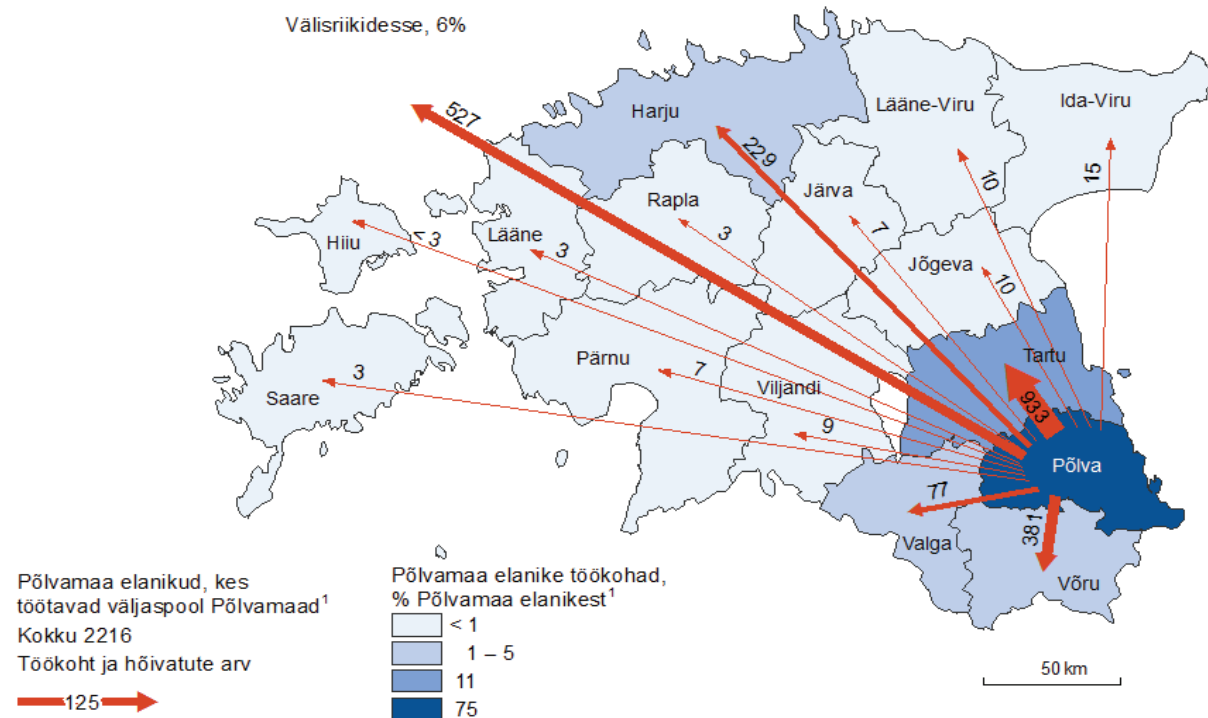 Välisriikidesse, 6%
527
Harju
229
Lääne-Viru
Ida-Viru
10
15
Rapla
3
Järva
7
Hiiu
< 3
Lääne
3
Jõgeva
10
Tartu
933
Saare
3
Pärnu
7
Viljandi
9
Põlva
77
Valga
381
Võru
Põlvamaa elanikud, kes
töötavad väljaspool Põlvamaad¹
Kokku 2216
Töökoht ja hõivatute arv
125
Põlvamaa elanike töökohad,
% Põlvamaa elanikest¹
< 1
1 – 5
11
75
50 km